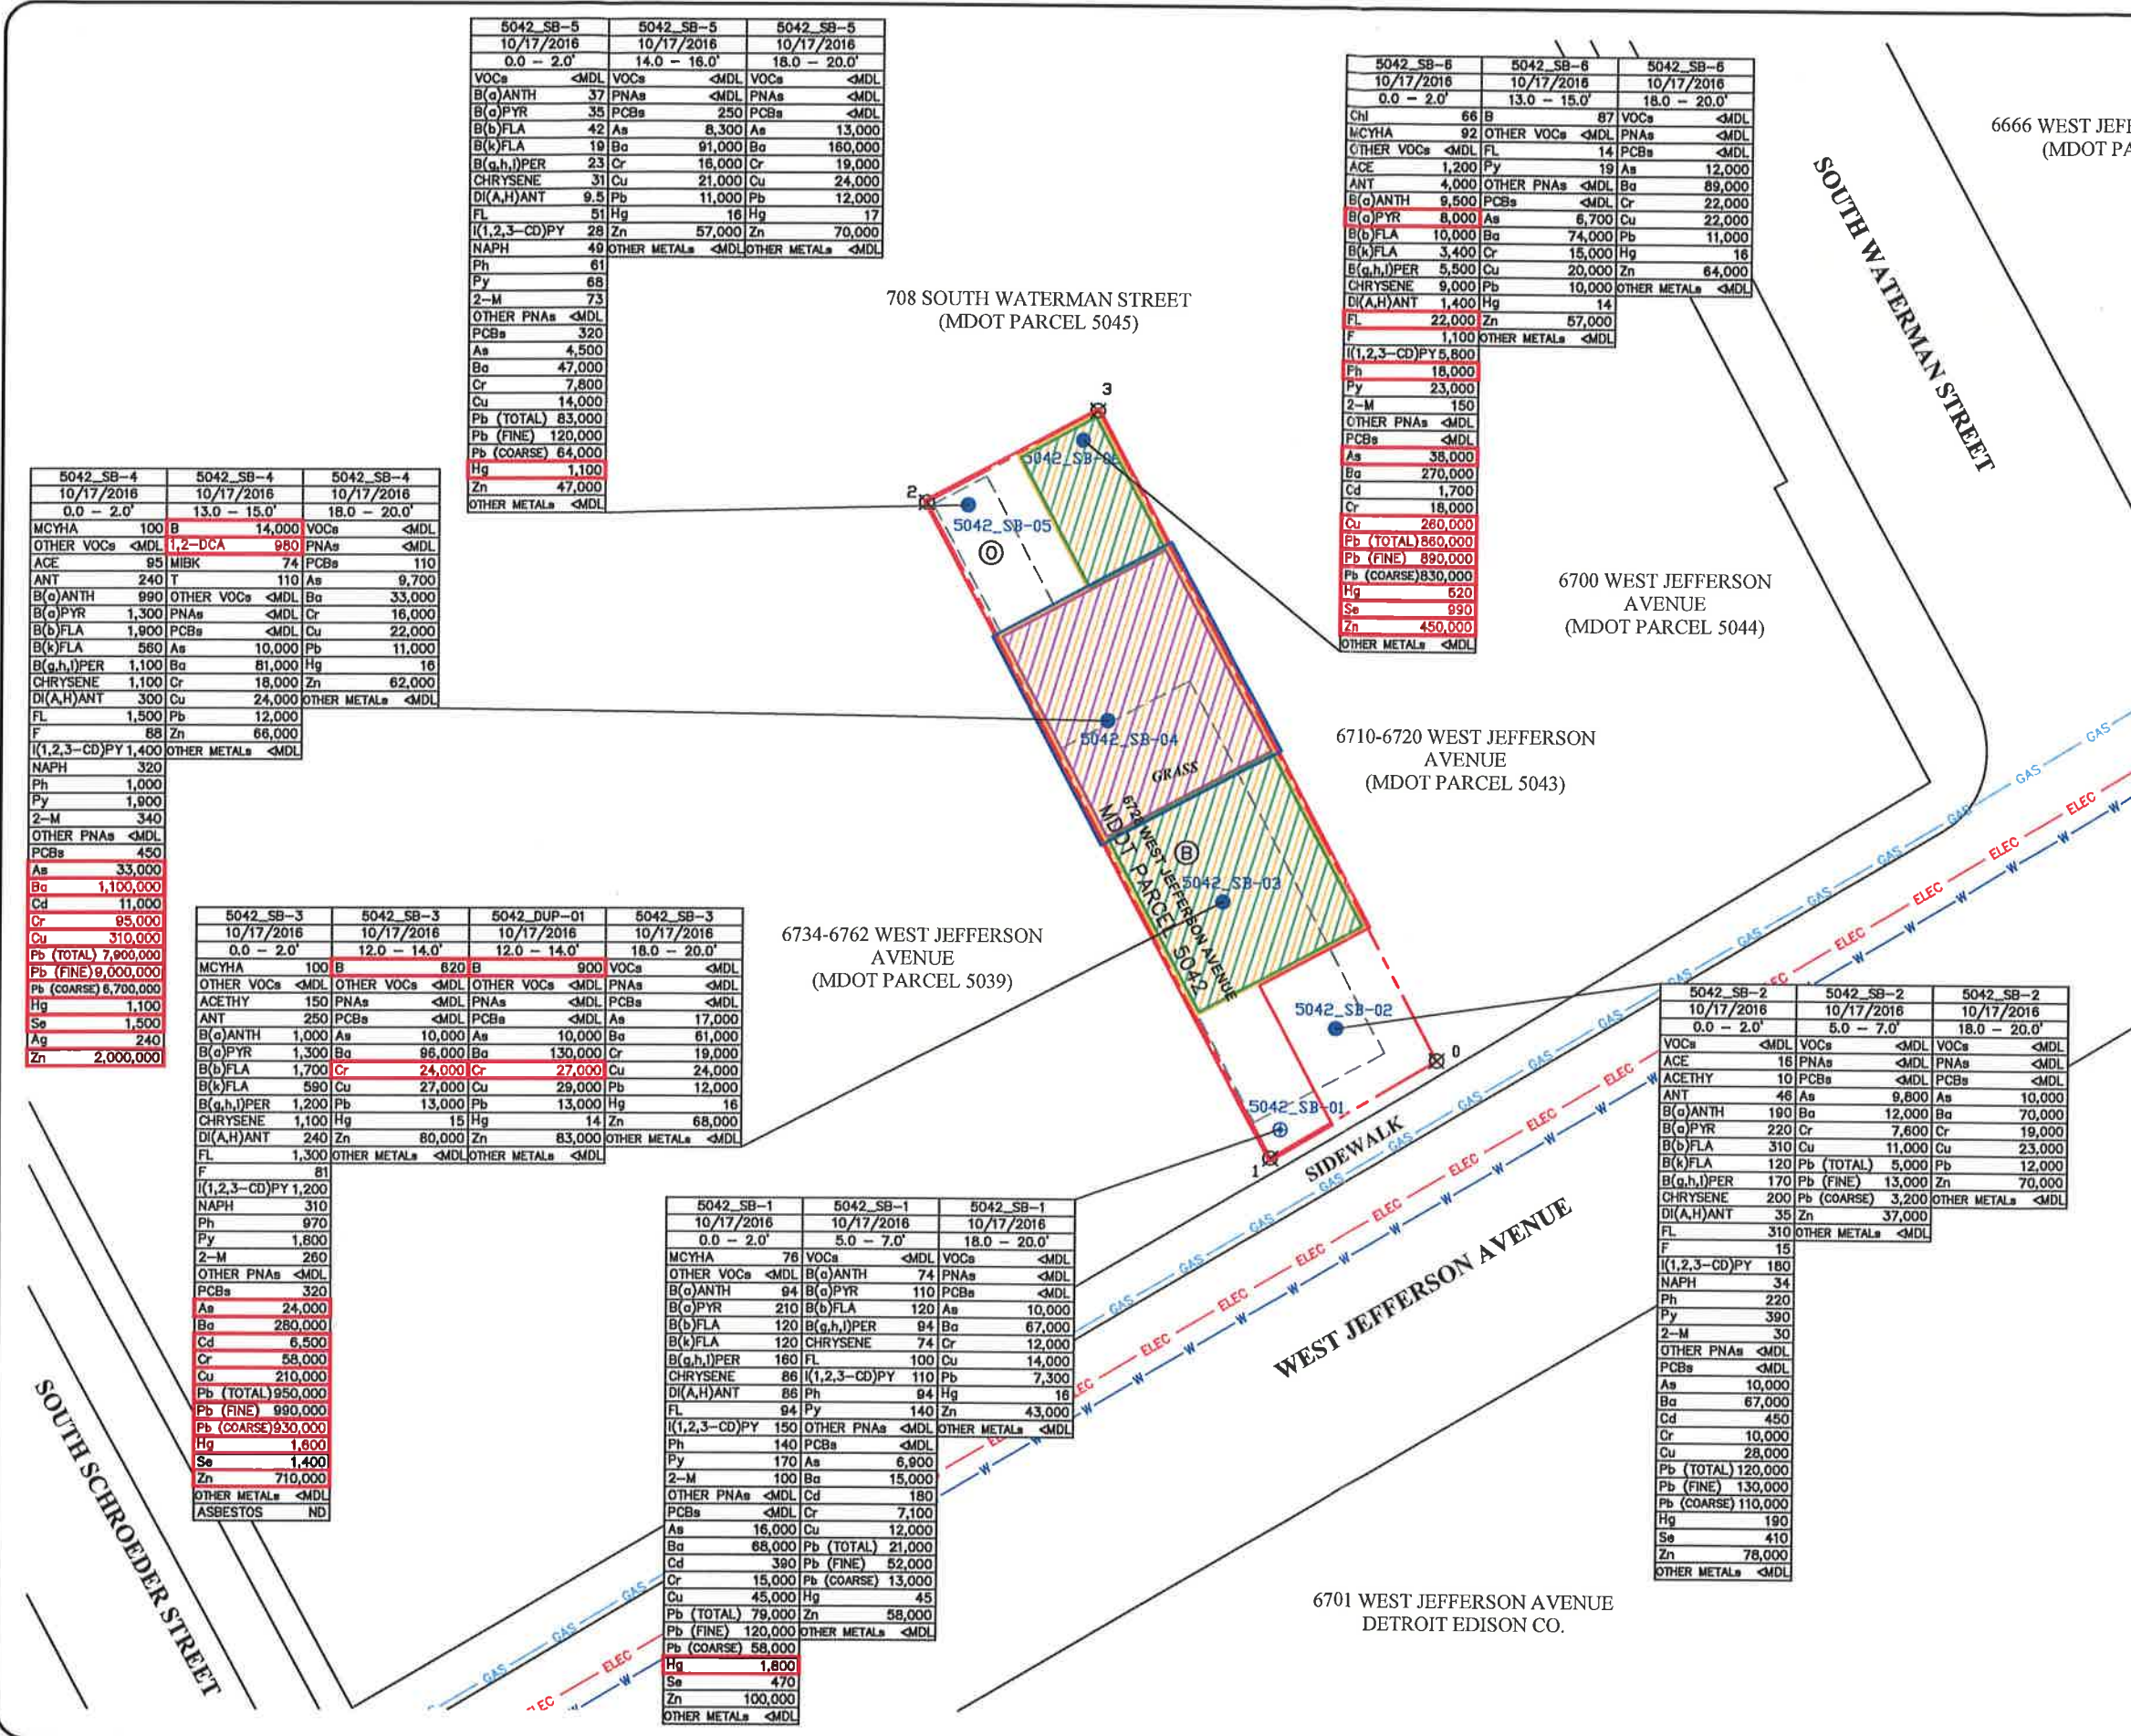 5042_SB-5 5042_SB-5 5042_SB-5
10/17/2016 10/17/2016 10/17/2016
0.0 - 2.0' 14.0 - 16.0' 18.0 - 20.0'
VOCs <MDL VOCs <MDL VOCs <MDL
B(a)ANTH 37 PNAs <MDL PNAs <MDL
B(a)PYR 35 PCBs 250 PCBs <MDL
B(b)FLA 42 As 8,300 As 13,000
B(k)FLA 19 Ba 91,000 Ba 160,000
B(g,h,I)PER 23 Cr 16,000 Cr 19,000
CHRYSENE 31 Cu 21,000 Cu 24,000
DI(A,H)ANT 9.5 Pb 11,000 Pb 12,000
FL 51 Hg 16 Hg 17
I(1,2,3-CD)PY 28 Zn 57,000 Zn 70,000
NAPH 49 OTHER METALs <MDL OTHER METALs <MDL
Ph 61
Py 68
2-M 73
OTHER PNAs <MDL
PCBs 320
As 4,500
Ba 47,000
Cr 7,800
Cu 14,000
Pb (TOTAL) 83,000
Pb (FINE) 120,000
Pb (COARSE) 64,000
Hg 1,100
Zn 47,000
OTHER METALs <MDL
5042_SB-6 5042_SB-6 5042_SB-6
10/17/2016 10/17/2016 10/17/2016
0.0 - 2.0' 13.0 - 15.0' 18.0 - 20.0'
Chl 66 B 87 VOCs <MDL
MCYHA 92 OTHER VOCs <MDL PNAs <MDL
OTHER VOCs <MDL FL 14 PCBs <MDL
ACE 1,200 Py 19 As 12,000
ANT 4,000 OTHER PNAs <MDL Ba 89,000
B(a)ANTH 9,500 PCBs <MDL Cr 22,000
B(a)PYR 8,000 As 6,700 Cu 22,000
B(b)FLA 10,000 Ba 74,000 Pb 11,000
B(k)FLA 3,400 Cr 15,000 Hg 16
B(g,h,I)PER 5,500 Cu 20,000 Zn 64,000
CHRYSENE 9,000 Pb 10,000 OTHER METALs <MDL
DI(A,H)ANT 1,400 Hg 14
FL 22,000 Zn 57,000
F 1,100 OTHER METALs <MDL
I(1,2,3-CD)PY 5,800
Ph 18,000
Py 23,000
2-M 150
OTHER PNAs <MDL
PCBs <MDL
As 38,000
Ba 270,000
Cd 1,700
Cr 18,000
Cu 260,000
Pb (TOTAL) 860,000
Pb (FINE) 890,000
Pb (COARSE) 830,000
Hg 620
Se 990
Zn 450,000
OTHER METALs <MDL
6666 WEST
(MDOT
SOUTH WATERMAN STREET
708 SOUTH WATERMAN STREET
(MDOT PARCEL 5045)
3
2
5042_SB-06
5042_SB-05
O
5042_SB-4 5042_SB-4 5042_SB-4
10/17/2016 10/17/2016 10/17/2016
0.0 - 2.0' 13.0 - 15.0' 18.0 - 20.0'
MCYHA 100 B 14,000 VOCs <MDL
OTHER VOCs <MDL 1,2-DCA 980 PNAs <MDL
ACE 95 MIBK 74 PCBs 110
ANT 240 T 110 As 9,700
B(a)ANTH 990 OTHER VOCs <MDL Ba 33,000
B(a)PYR 1,300 PNAs <MDL Cr 16,000
B(b)FLA 1,900 PCBs <MDL Cu 22,000
B(k)FLA 560 As 10,000 Pb 11,000
B(g,h,I)PER 1,100 Ba 81,000 Hg 16
CHRYSENE 1,100 Cr 18,000 Zn 62,000
DI(A,H)ANT 300 Cu 24,000 OTHER METALs <MDL
FL 1,500 Pb 12,000
F 88 Zn 66,000
I(1,2,3-CD)PY 1,400 OTHER METALs <MDL
NAPH 320
Ph 1,000
Py 1,900
2-M 340
OTHER PNAs <MDL
PCBs 450
As 33,000
Ba 1,100,000
Cd 11,000
Cr 95,000
Cu 310,000
Pb (TOTAL) 7,900,000
Pb (FINE) 9,000,000
Pb (COARSE) 6,700,000
Hg 1,100
Se 1,500
Ag 240
Zn 2,000,000
6700 WEST JEFFERSON
AVENUE
(MDOT PARCEL 5044)
5042_SB-04
GRASS
6710-6720 WEST JEFFERSON
AVENUE
(MDOT PARCEL 5043)
6728 WEST JEFFERSON AVENUE
MDOT PARCEL 5042
B
5042_SB-03
6734-6762 WEST JEFFERSON
AVENUE
(MDOT PARCEL 5039)
5042_SB-3 5042_SB-3 5042_DUP-01 5042_SB-3
10/17/2016 10/17/2016 10/17/2016 10/17/2016
0.0 - 2.0' 12.0 - 14.0' 12.0 - 14.0' 18.0 - 20.0'
MCYHA 100 B 620 B 900 VOCs <MDL
OTHER VOCs <MDL OTHER VOCs <MDL OTHER VOCs <MDL PNAs <MDL
ACETHY 150 PNAs <MDL PNAs <MDL PCBs <MDL
ANT 250 PCBs <MDL PCBs <MDL As 17,000
B(a)ANTH 1,000 As 10,000 As 10,000 Ba 61,000
B(a)PYR 1,300 Ba 96,000 Ba 130,000 Cr 19,000
B(b)FLA 1,700 Cr 24,000 Cr 27,000 Cu 24,000
B(k)FLA 590 Cu 27,000 Cu 29,000 Pb 12,000
B(g,h,I)PER 1,200 Pb 13,000 Pb 13,000 Hg 16
CHRYSENE 1,100 Hg 15 Hg 14 Zn 68,000
DI(A,H)ANT 240 Zn 80,000 Zn 83,000 OTHER METALs <MDL
FL 1,300 OTHER METALs <MDL OTHER METALs <MDL
F 81
I(1,2,3-CD)PY 1,200
NAPH 310
Ph 970
Py 1,800
2-M 260
OTHER PNAs <MDL
PCBs 320
As 24,000
Ba 280,000
Cd 6,500
Cr 58,000
Cu 210,000
Pb (TOTAL) 950,000
Pb (FINE) 990,000
Pb (COARSE) 930,000
Hg 1,600
Se 1,400
Zn 710,000
OTHER METALs <MDL
ASBESTOS ND
5042_SB-02
0
5042_SB-01
1
SIDEWALK
WEST JEFFERSON AVENUE
GAS ELEC W
5042_SB-2 5042_SB-2 5042_SB-2
10/17/2016 10/17/2016 10/17/2016
0.0 - 2.0' 5.0 - 7.0' 18.0 - 20.0'
VOCs <MDL VOCs <MDL VOCs <MDL
ACE 16 PNAs <MDL PNAs <MDL
ACETHY 10 PCBs <MDL PCBs <MDL
ANT 46 As 9,800 As 10,000
B(a)ANTH 190 Ba 12,000 Ba 70,000
B(a)PYR 220 Cr 7,600 Cr 19,000
B(b)FLA 310 Cu 11,000 Cu 23,000
B(k)FLA 120 Pb (TOTAL) 5,000 Pb 12,000
B(g,h,I)PER 170 Pb (FINE) 13,000 Zn 70,000
CHRYSENE 200 Pb (COARSE) 3,200 OTHER METALs <MDL
DI(A,H)ANT 35 Zn 37,000
FL 310 OTHER METALs <MDL
F 15
I(1,2,3-CD)PY 180
NAPH 34
Ph 220
Py 390
2-M 30
OTHER PNAs <MDL
PCBs <MDL
As 10,000
Ba 67,000
Cd 450
Cr 10,000
Cu 28,000
Pb (TOTAL) 120,000
Pb (FINE) 130,000
Pb (COARSE) 110,000
Hg 190
Se 410
Zn 78,000
OTHER METALs <MDL
5042_SB-1 5042_SB-1 5042_SB-1
10/17/2016 10/17/2016 10/17/2016
0.0 - 2.0' 5.0 - 7.0' 18.0 - 20.0'
MCYHA 76 VOCs <MDL VOCs <MDL
OTHER VOCs <MDL B(a)ANTH 74 PNAs <MDL
B(a)ANTH 94 B(a)PYR 110 PCBs <MDL
B(a)PYR 210 B(b)FLA 120 As 10,000
B(b)FLA 120 B(g,h,I)PER 94 Ba 67,000
B(k)FLA 120 CHRYSENE 74 Cr 12,000
B(g,h,I)PER 160 FL 100 Cu 14,000
CHRYSENE 86 I(1,2,3-CD)PY 110 Pb 7,300
DI(A,H)ANT 86 Ph 94 Hg 16
FL 94 Py 140 Zn 43,000
I(1,2,3-CD)PY 150 OTHER PNAs <MDL OTHER METALs <MDL
Ph 140 PCBs <MDL
Py 170 As 6,900
2-M 100 Ba 15,000
OTHER PNAs <MDL Cd 180
PCBs <MDL Cr 7,100
As 16,000 Cu 12,000
Ba 68,000 Pb (TOTAL) 21,000
Cd 390 Pb (FINE) 52,000
Cr 15,000 Pb (COARSE) 13,000
Cu 45,000 Hg 45
Pb (TOTAL) 79,000 Zn 58,000
Pb (FINE) 120,000 OTHER METALs <MDL
Pb (COARSE) 58,000
Hg 1,800
Se 470
Zn 100,000
OTHER METALs <MDL
SOUTH SCHROEDER STREET
6701 WEST JEFFERSON AVENUE
DETROIT EDISON CO.